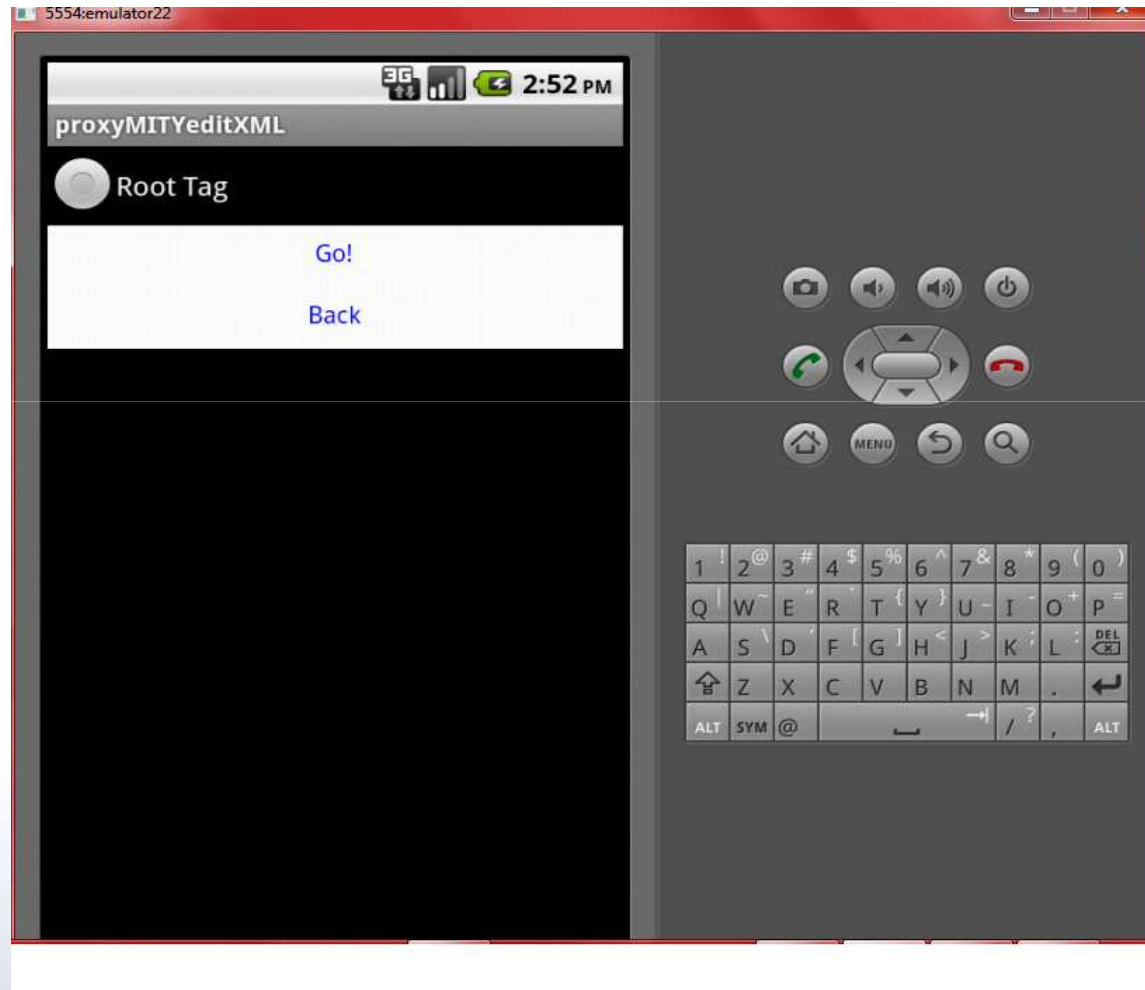 5554:emulator22
3G 2:52 PM
proxyMITYeditXML
Root Tag
Go!
Back
MENU
1 ! 2 @ 3 # 4 $ 5 % 6 ^ 7 & 8 * 9 ( 0 )
Q | W ~ E " R ` T { Y } U _ I - O + P =
A S \ D ' F [ G ] H < J > K ; L : DEL
Z X C V B N M .
ALT SYM @ / ? , ALT